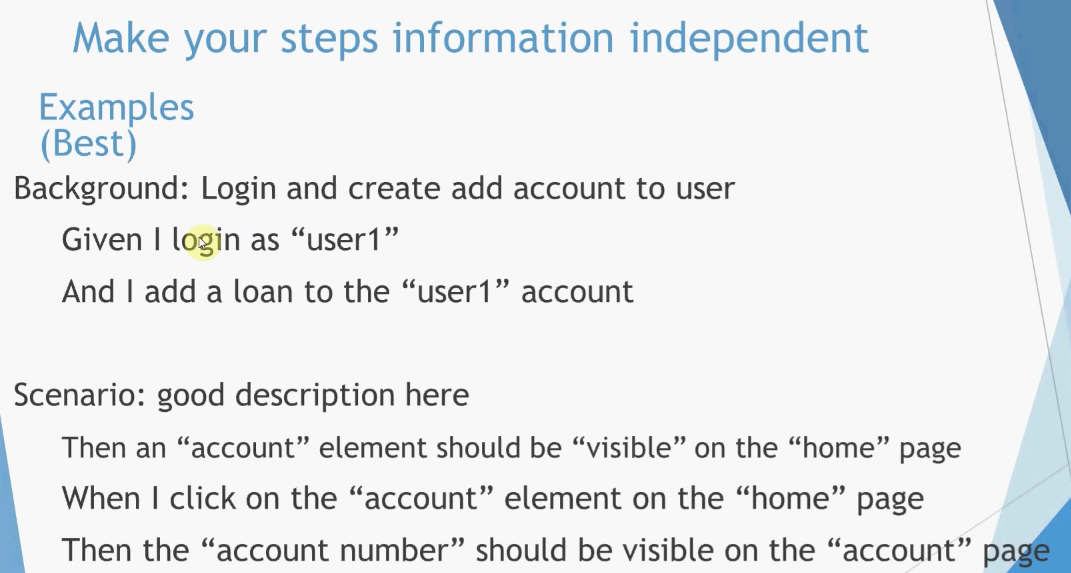 Make your steps information independent
Examples
(Best)
Background: Login and create add account to user
Given I login as “user1”
And I add a loan to the “user1” account
Scenario: good description here
Then an “account” element should be “visible” on the “home” page
When I click on the “account” element on the “home” page
Then the “account number” should be visible on the “account” page